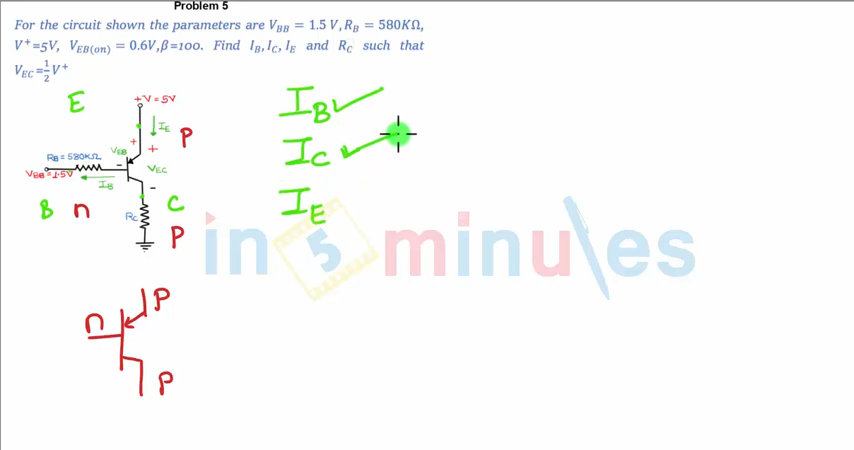 Problem 5
For the circuit shown the parameters are V_BB = 1.5 V, R_B = 580KΩ,
V⁺=5V, V_EB(on) = 0.6V, β=100. Find I_B, I_C, I_E and R_C such that
V_EC = ½ V⁺
E
+V = 5V
I_E
P
+ +
V_EB
R_B = 580KΩ
-
V_EC
V_BB = 1.5V
I_B
-
B n
C
R_C
P
I_B
I_C
I_E
in 5 minutes
P
n
P